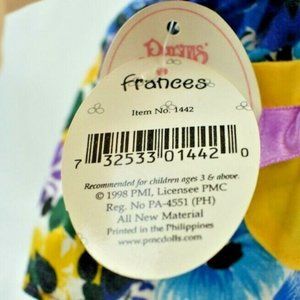 Frances
Item No. 1442
7 32533 01442 0
Recommended for children ages 3 & above.
© 1998 PMI, Licensee PMC
Reg. No PA-4551 (PH)
All New Material
Printed in the Philippines
www.pmcdolls.com